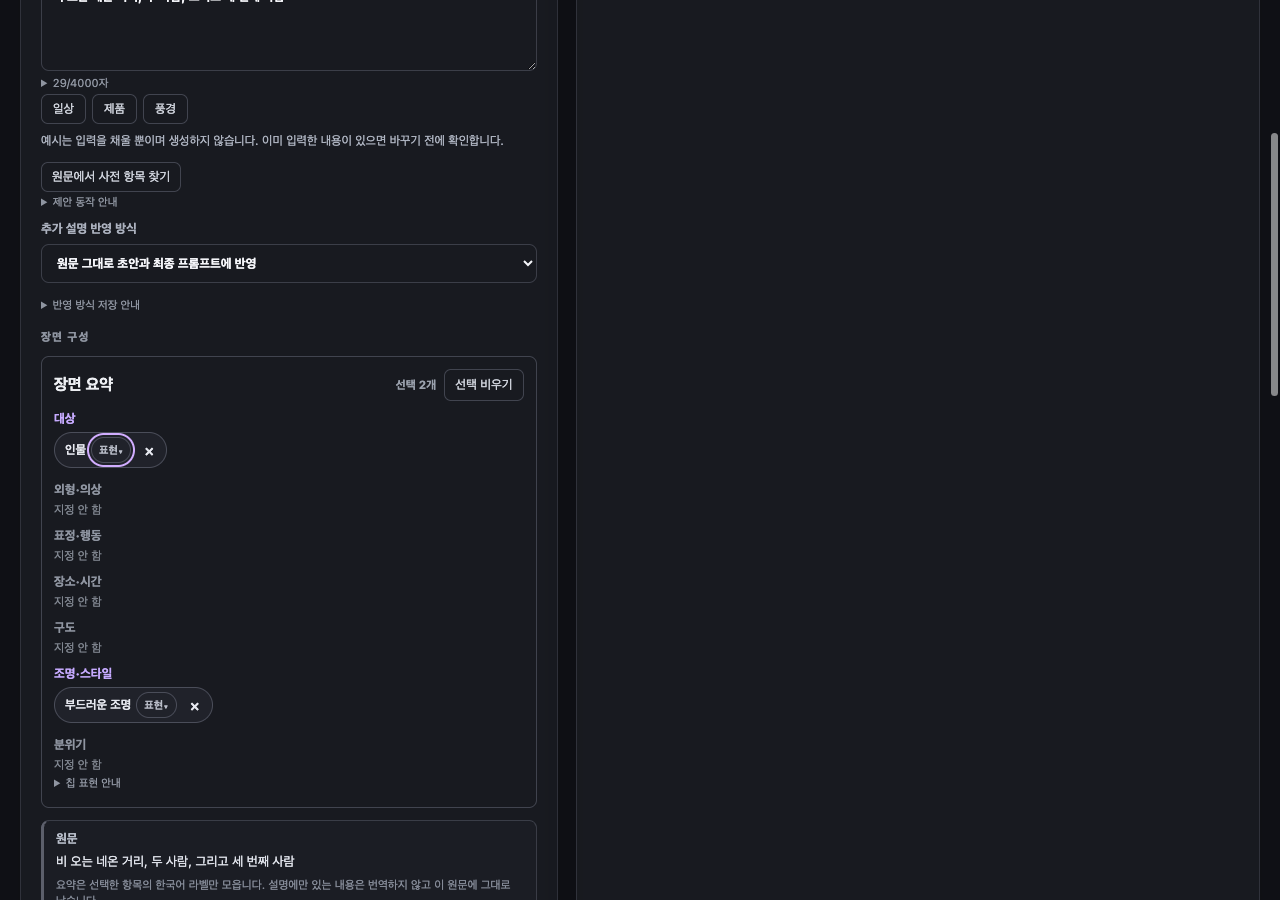 29/4000자
일상 제품 풍경
예시는 입력을 채울 뿐이며 생성하지 않습니다. 이미 입력한 내용이 있으면 바꾸기 전에 확인합니다.
원문에서 사전 항목 찾기
제안 동작 안내
추가 설명 반영 방식
원문 그대로 초안과 최종 프롬프트에 반영
반영 방식 저장 안내
장면 구성
장면 요약 선택 2개 선택 비우기
대상
인물 표현
외형·의상
지정 안 함
표정·행동
지정 안 함
장소·시간
지정 안 함
구도
지정 안 함
조명·스타일
부드러운 조명 표현
분위기
지정 안 함
칩 표현 안내
원문
비 오는 네온 거리, 두 사람, 그리고 세 번째 사람
요약은 선택한 항목의 한국어 라벨만 모읍니다. 설명에만 있는 내용은 번역하지 않고 이 원문에 그대로